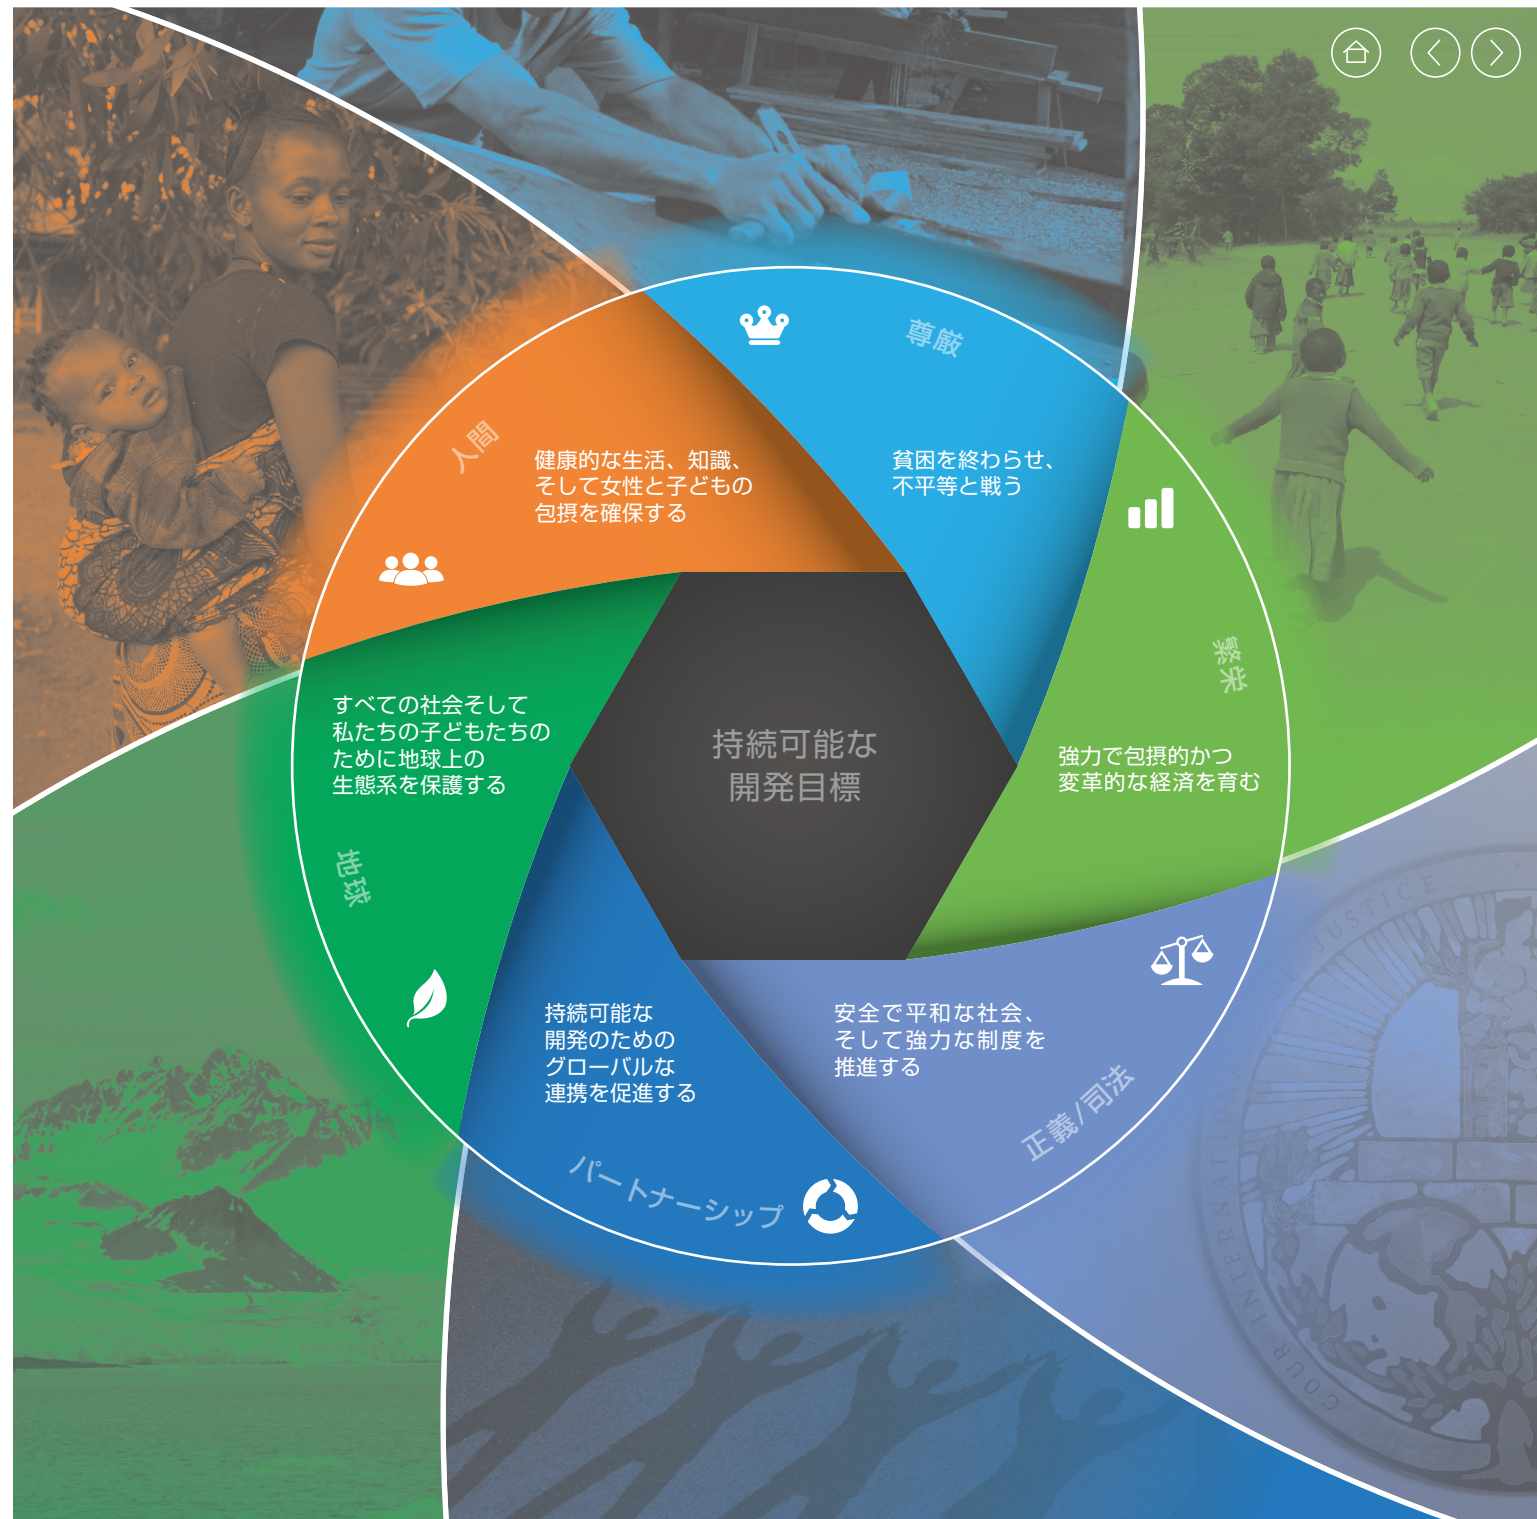 尊厳
貧困を終わらせ、
不平等と戦う
人間
健康的な生活、知識、
そして女性と子どもの
包摂を確保する
繁栄
強力で包摂的かつ
変革的な経済を育む
持続可能な
開発目標
すべての社会そして
私たちの子どもたちの
ために地球上の
生態系を保護する
地球
安全で平和な社会、
そして強力な制度を
推進する
正義/司法
持続可能な
開発のための
グローバルな
連携を促進する
パートナーシップ
COUR INTERNATIONALE DE JUSTICE